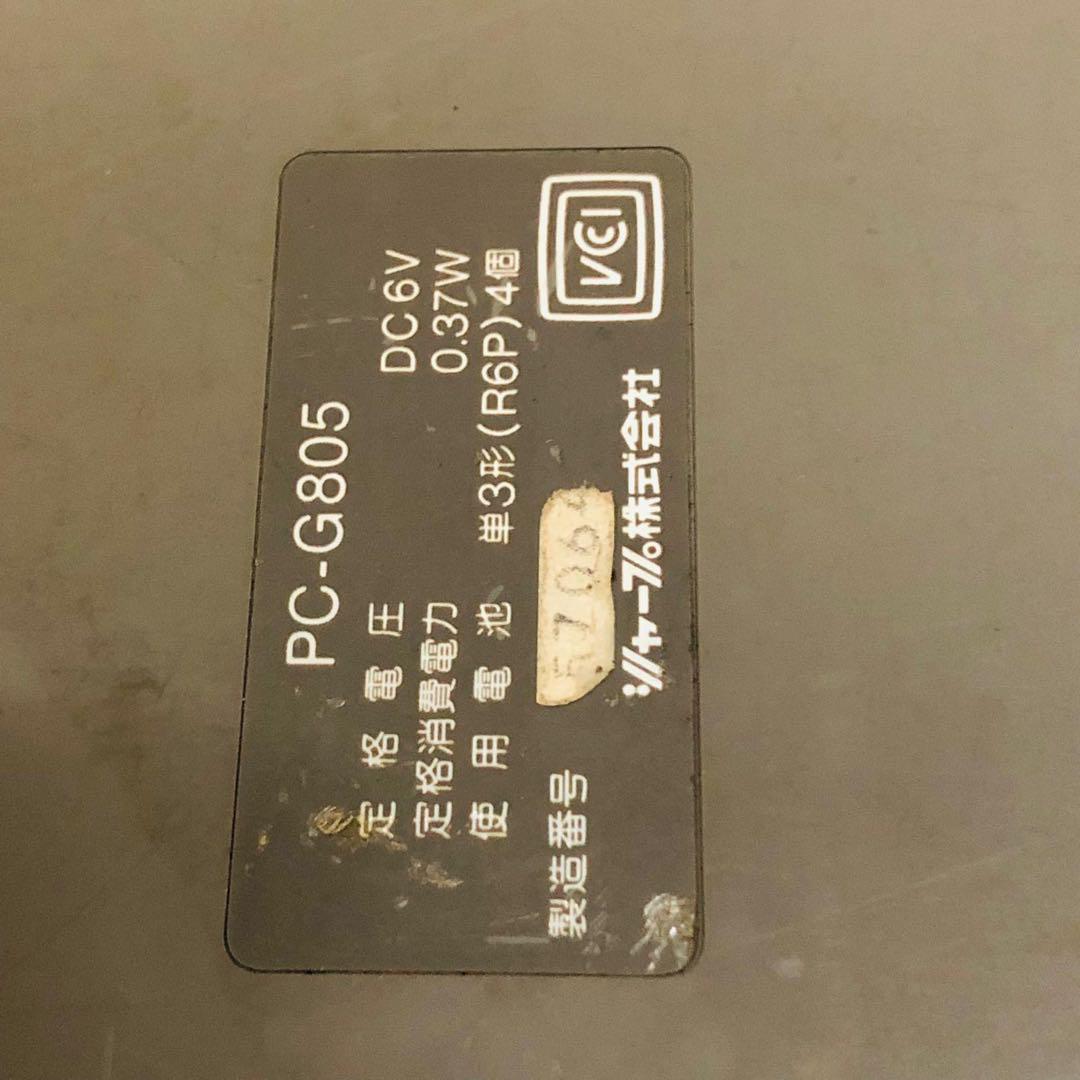 PC-G805
定格電圧 DC6V
定格消費電力 0.37W
使用電池 単3形(R6P)4個
製造番号
シャープ株式会社
VCCI